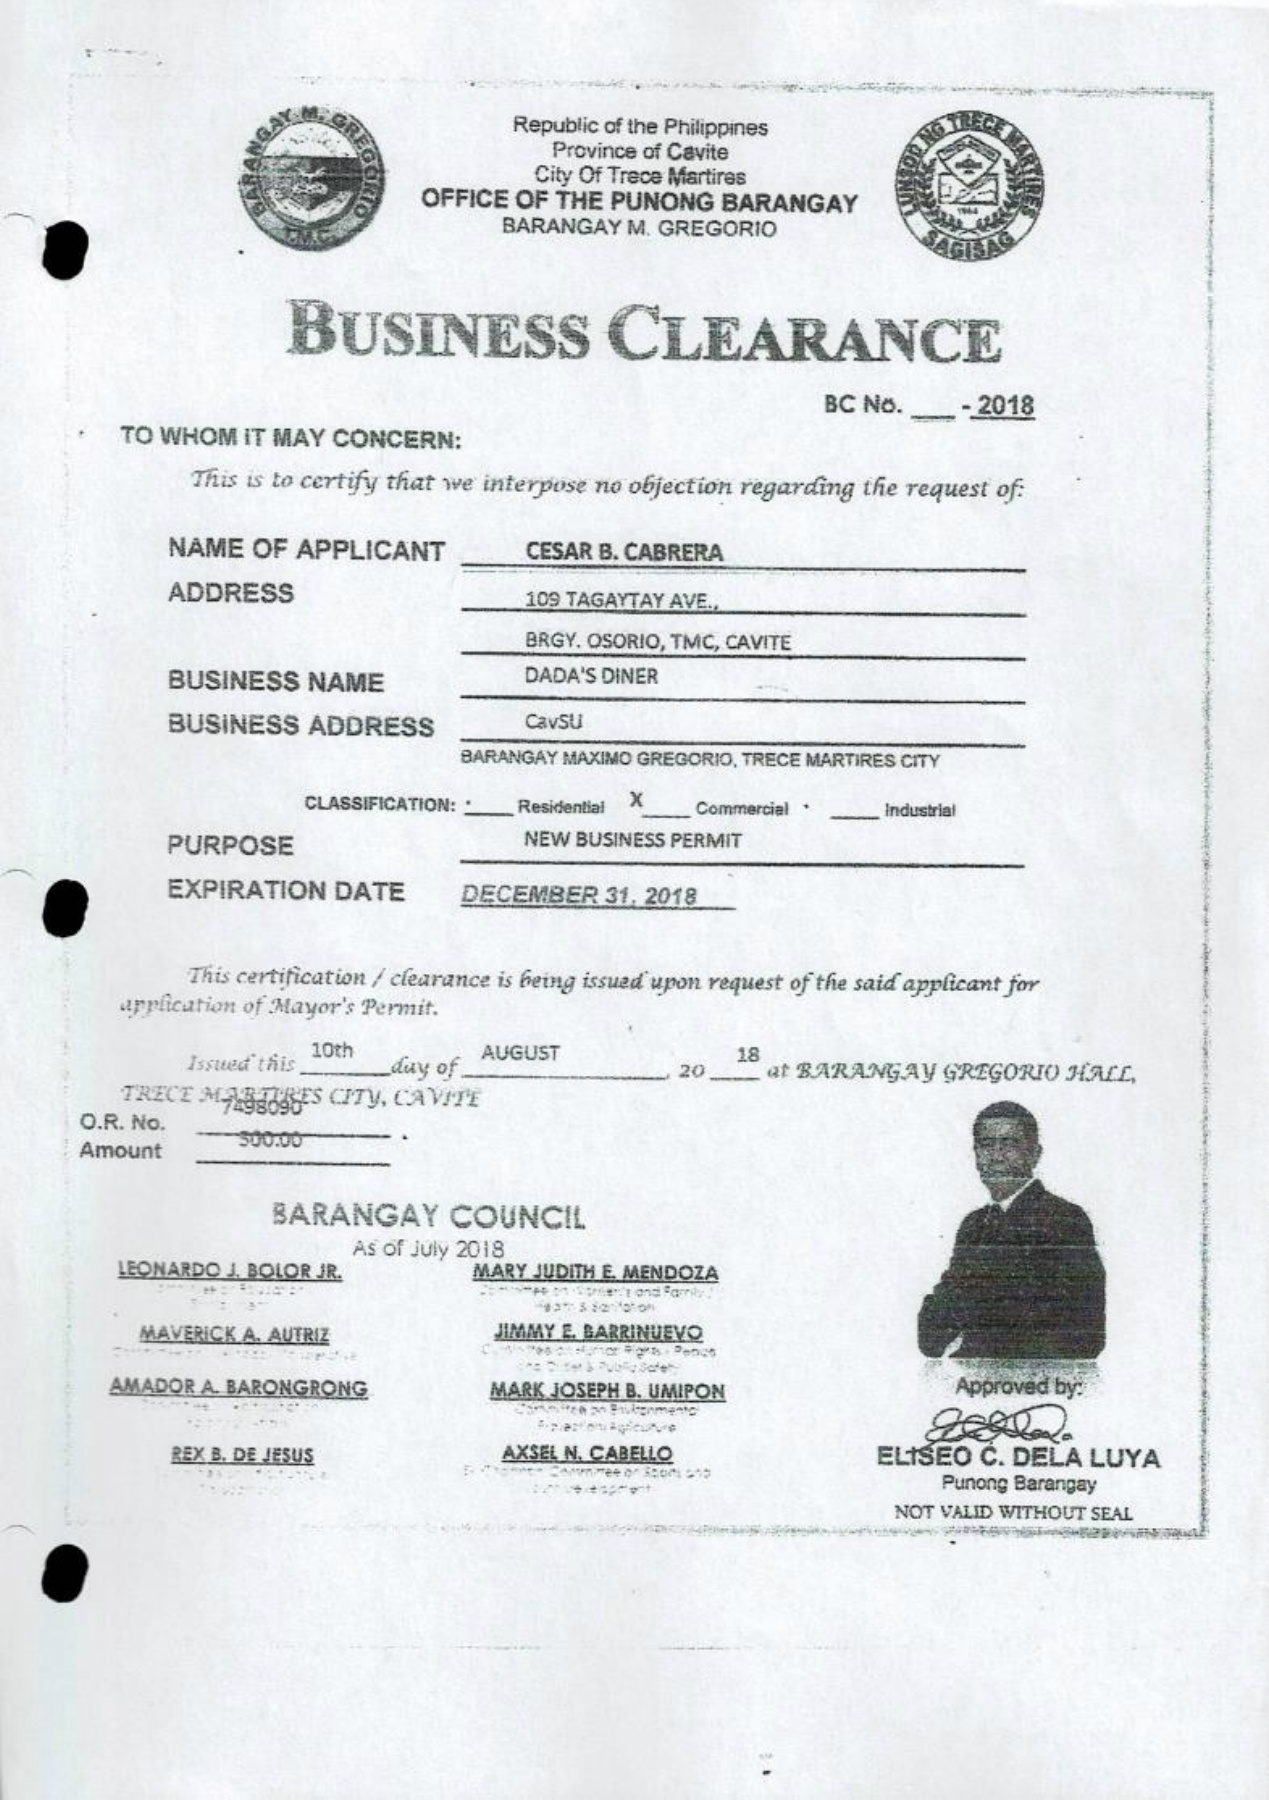 BARANGAY M. GREGORIO
T.M.C.
LUNSOD NG TRECE MARTIRES
1954
SAGISAG
Republic of the Philippines
Province of Cavite
City Of Trece Martires
OFFICE OF THE PUNONG BARANGAY
BARANGAY M. GREGORIO
BUSINESS CLEARANCE
BC No. ___ - 2018
TO WHOM IT MAY CONCERN:
This is to certify that we interpose no objection regarding the request of:
NAME OF APPLICANT CESAR B. CABRERA
ADDRESS 109 TAGAYTAY AVE.,
BRGY. OSORIO, TMC, CAVITE
BUSINESS NAME DADA'S DINER
BUSINESS ADDRESS CavSU
BARANGAY MAXIMO GREGORIO, TRECE MARTIRES CITY
CLASSIFICATION: ____ Residential X____ Commercial ____ Industrial
PURPOSE NEW BUSINESS PERMIT
EXPIRATION DATE DECEMBER 31, 2018
This certification / clearance is being issued upon request of the said applicant for
application of Mayor's Permit.
Issued this 10th day of AUGUST, 20 18 at BARANGAY GREGORIO HALL,
TRECE MARTIRES CITY, CAVITE
O.R. No. 7498090
Amount 500.00
BARANGAY COUNCIL
As of July 2018
LEONARDO J. BOLOR JR. MARY JUDITH E. MENDOZA
Committee on Women's and Family /
Health & Sanitation
MAVERICK A. AUTRIZ JIMMY E. BARRINUEVO
Committee on Human Rights / Peace
and Order & Public Safety
AMADOR A. BARONGRONG MARK JOSEPH B. UMIPON
Committee on Environmental
Protection/Agriculture
REX B. DE JESUS AXSEL N. CABELLO
Committee on Sports and
Development
Approved by:
ELISEO C. DELA LUYA
Punong Barangay
NOT VALID WITHOUT SEAL